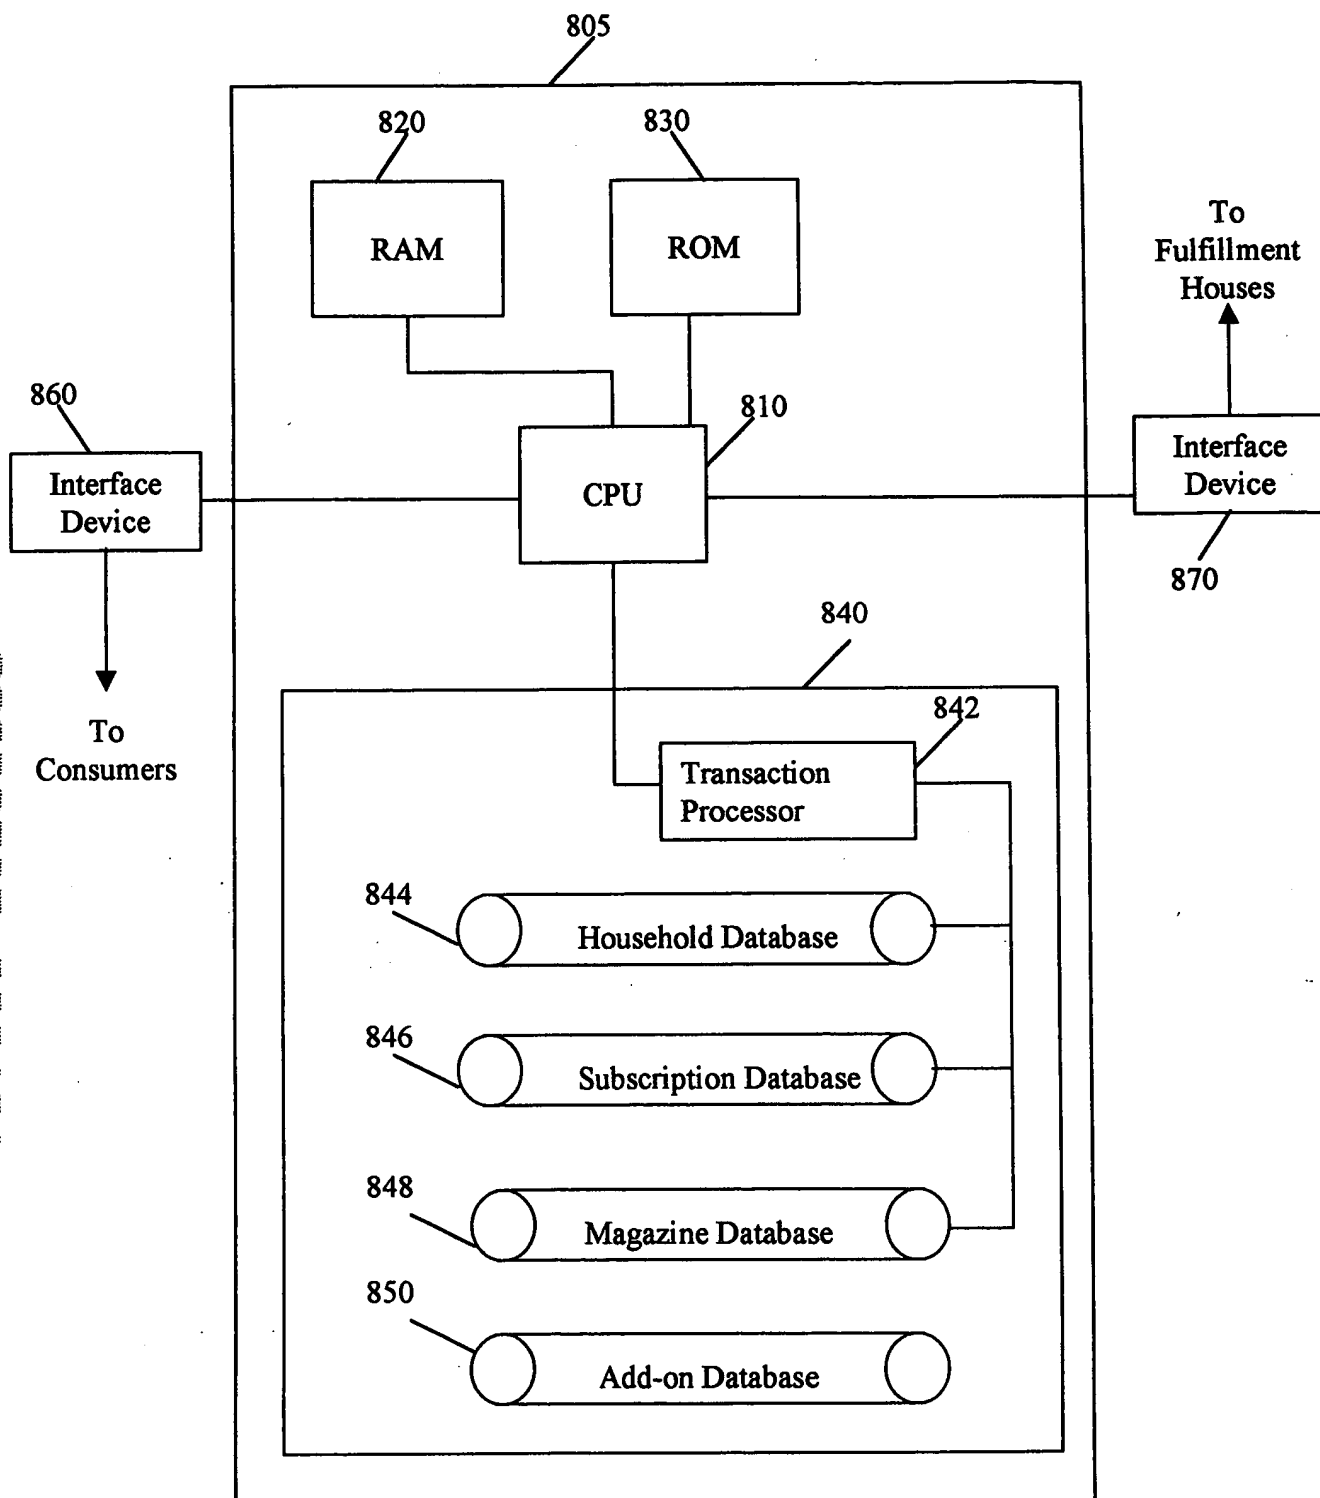 805
820
830
RAM
ROM
To
Fulfillment
Houses
860
810
Interface
Device
CPU
Interface
Device
870
840
To
Consumers
842
Transaction
Processor
844
Household Database
846
Subscription Database
848
Magazine Database
850
Add-on Database